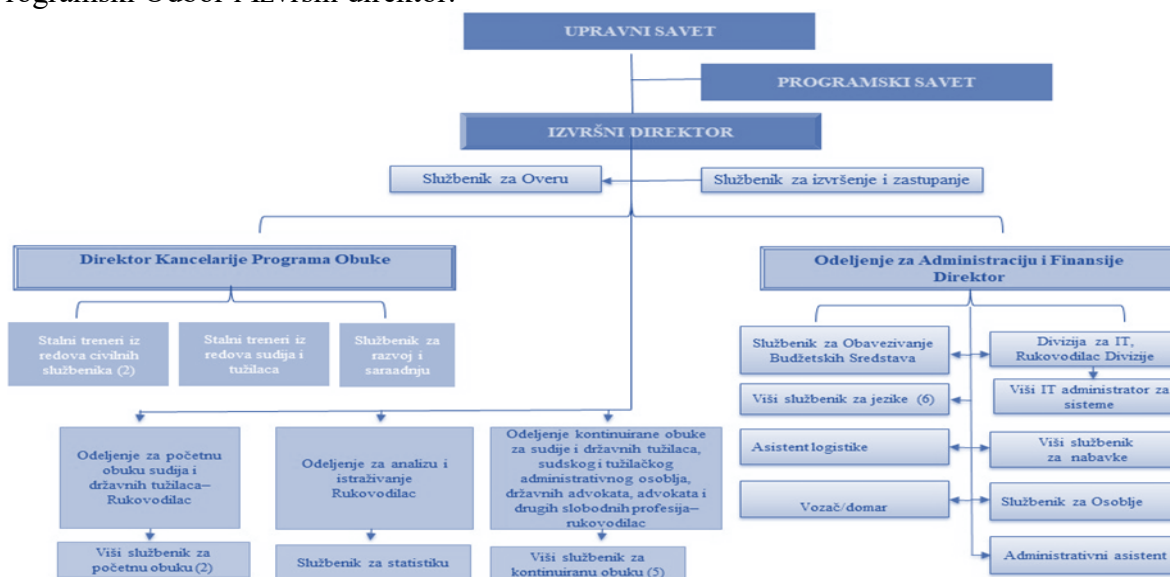 rogramski Odbor i Izvršni direktor.
UPRAVNI SAVET
PROGRAMSKI SAVET
IZVRŠNI DIREKTOR
Službenik za Overu
Službenik za izvršenje i zastupanje
Direktor Kancelarije Programa Obuke
Odeljenje za Administraciju i Finansije
Direktor
Stalni treneri iz
redova civilnih
službenika (2)
Stalni treneri iz
redova sudija i
tužilaca
Službenik za
razvoj i
saraadnju
Službenik za Obavezivanje
Budžetskih Sredstava
Divizija za IT,
Rukovodilac Divizije
Viši IT administrator za
sisteme
Viši službenik za jezike (6)
Asistent logistike
Viši službenik
za nabavke
Vozač/domar
Službenik za Osoblje
Administrativni asistent
Odeljenje za početnu
obuku sudija i
državnih tužilaca–
Rukovodilac
Odeljenje za analizu i
istraživanje
Rukovodilac
Odeljenje kontinuirane obuke
za sudije i državnih tužilaca,
sudskog i tužilačkog
administrativnog osoblja,
državnih advokata, advokata i
drugih slobodnih profesija–
rukovodilac
Viši službenik za
početnu obuku (2)
Službenik za statistiku
Viši službenik za
kontinuiranu obuku (5)